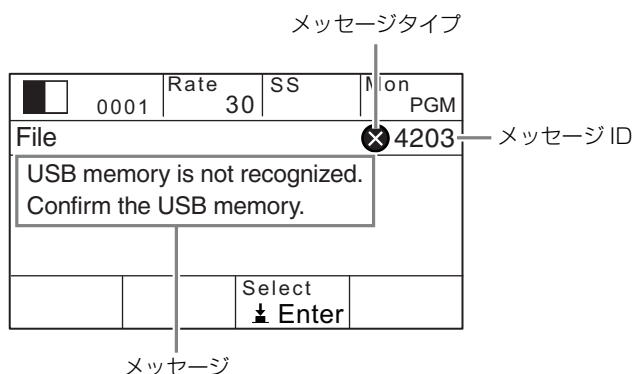 メッセージタイプ
0001 Rate 30 SS Mon PGM
File 4203 メッセージ ID
USB memory is not recognized.
Confirm the USB memory.
Select
Enter
メッセージ